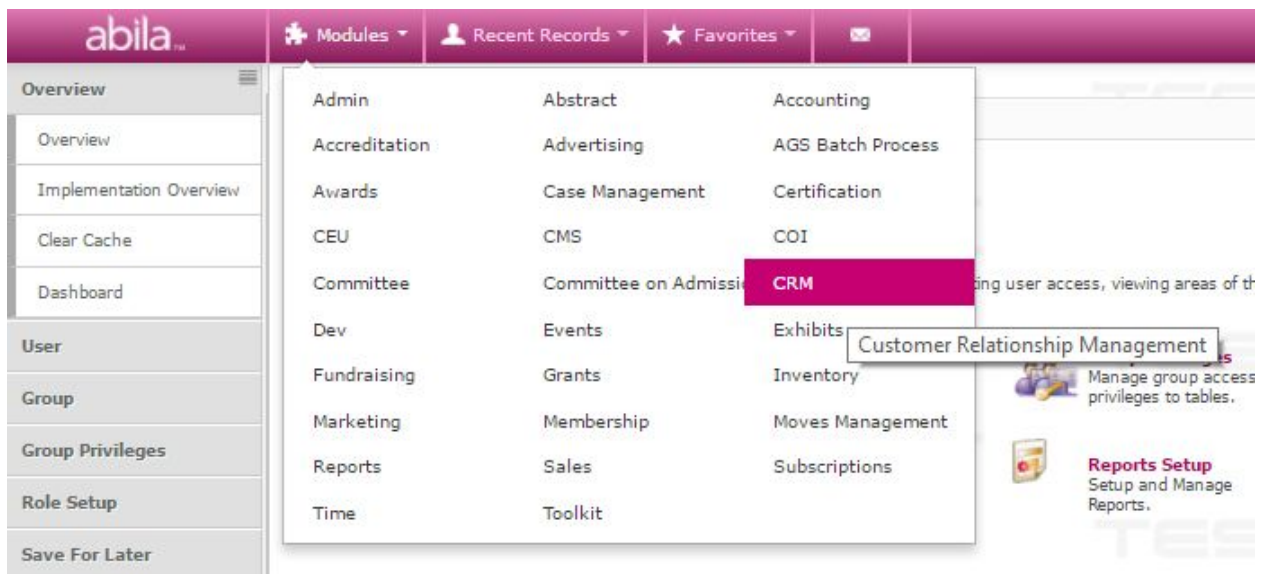 abila™
Modules Recent Records Favorites
Overview
Overview
Implementation Overview
Clear Cache
Dashboard
User
Group
Group Privileges
Role Setup
Save For Later
Admin Abstract Accounting
Accreditation Advertising AGS Batch Process
Awards Case Management Certification
CEU CMS COI
Committee Committee on Admissi CRM
Dev Events Exhibits
Fundraising Grants Inventory
Marketing Membership Moves Management
Reports Sales Subscriptions
Time Toolkit
Customer Relationship Management
ing user access, viewing areas of th
Manage group access
privileges to tables.
Reports Setup
Setup and Manage
Reports.
TES